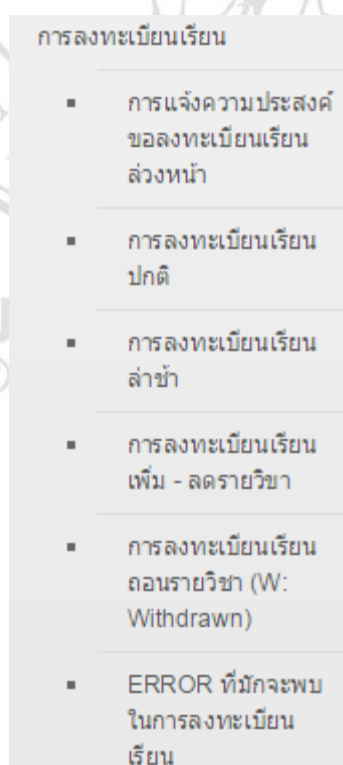 การลงทะเบียนเรียน
การแจ้งความประสงค์
ขอลงทะเบียนเรียน
ล่วงหน้า
การลงทะเบียนเรียน
ปกติ
การลงทะเบียนเรียน
ล่าช้า
การลงทะเบียนเรียน
เพิ่ม - ลดรายวิขา
การลงทะเบียนเรียน
ถอนรายวิชา (W:
Withdrawn)
ERROR ที่มักจะพบ
ในการลงทะเบียน
เรียน